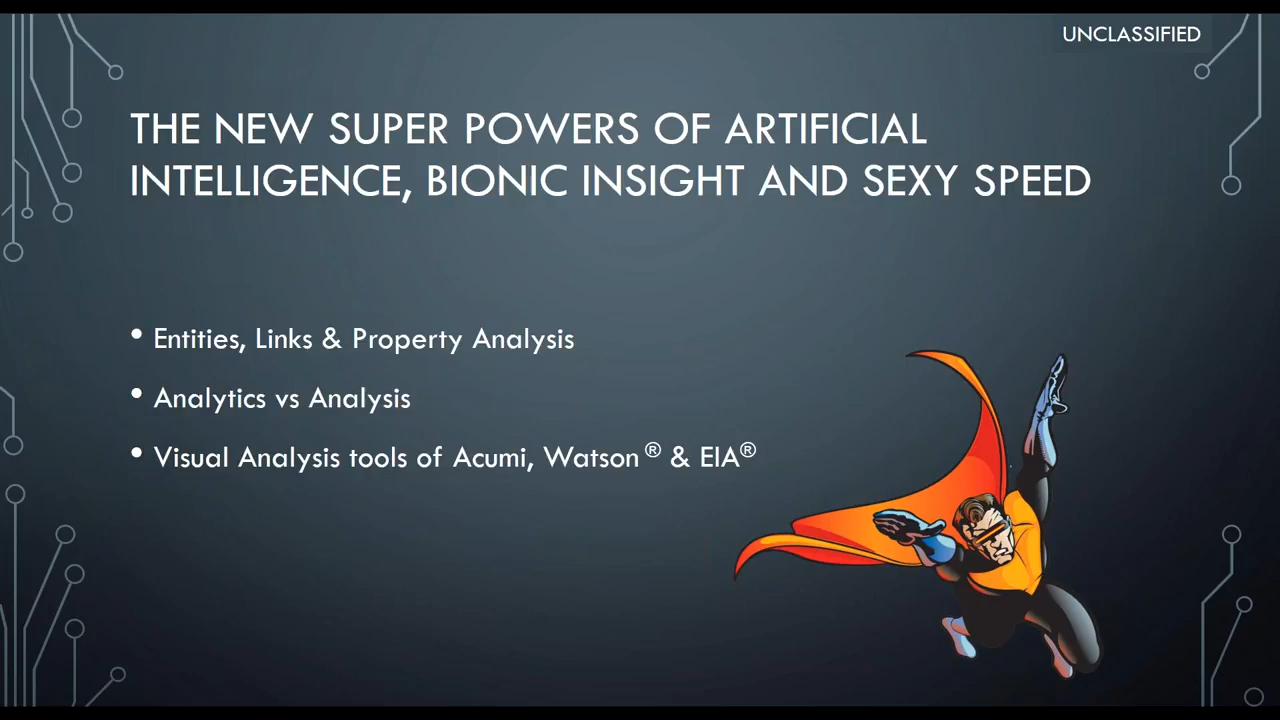 UNCLASSIFIED
THE NEW SUPER POWERS OF ARTIFICIAL
INTELLIGENCE, BIONIC INSIGHT AND SEXY SPEED
• Entities, Links & Property Analysis
• Analytics vs Analysis
• Visual Analysis tools of Acumi, Watson ® & EIA®